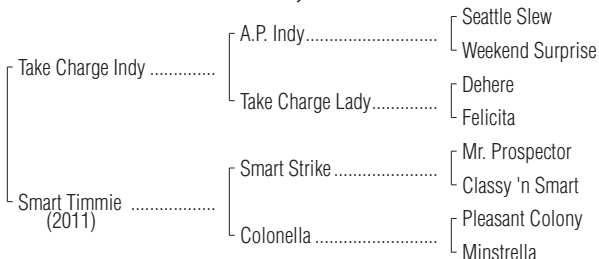 Seattle Slew
A.P. Indy..............................
Weekend Surprise
Take Charge Indy ...............
Dehere
Take Charge Lady...............
Felicita
Mr. Prospector
Smart Strike........................
Classy 'n Smart
Smart Timmie ...................
(2011)
Pleasant Colony
Colonella ............................
Minstrella